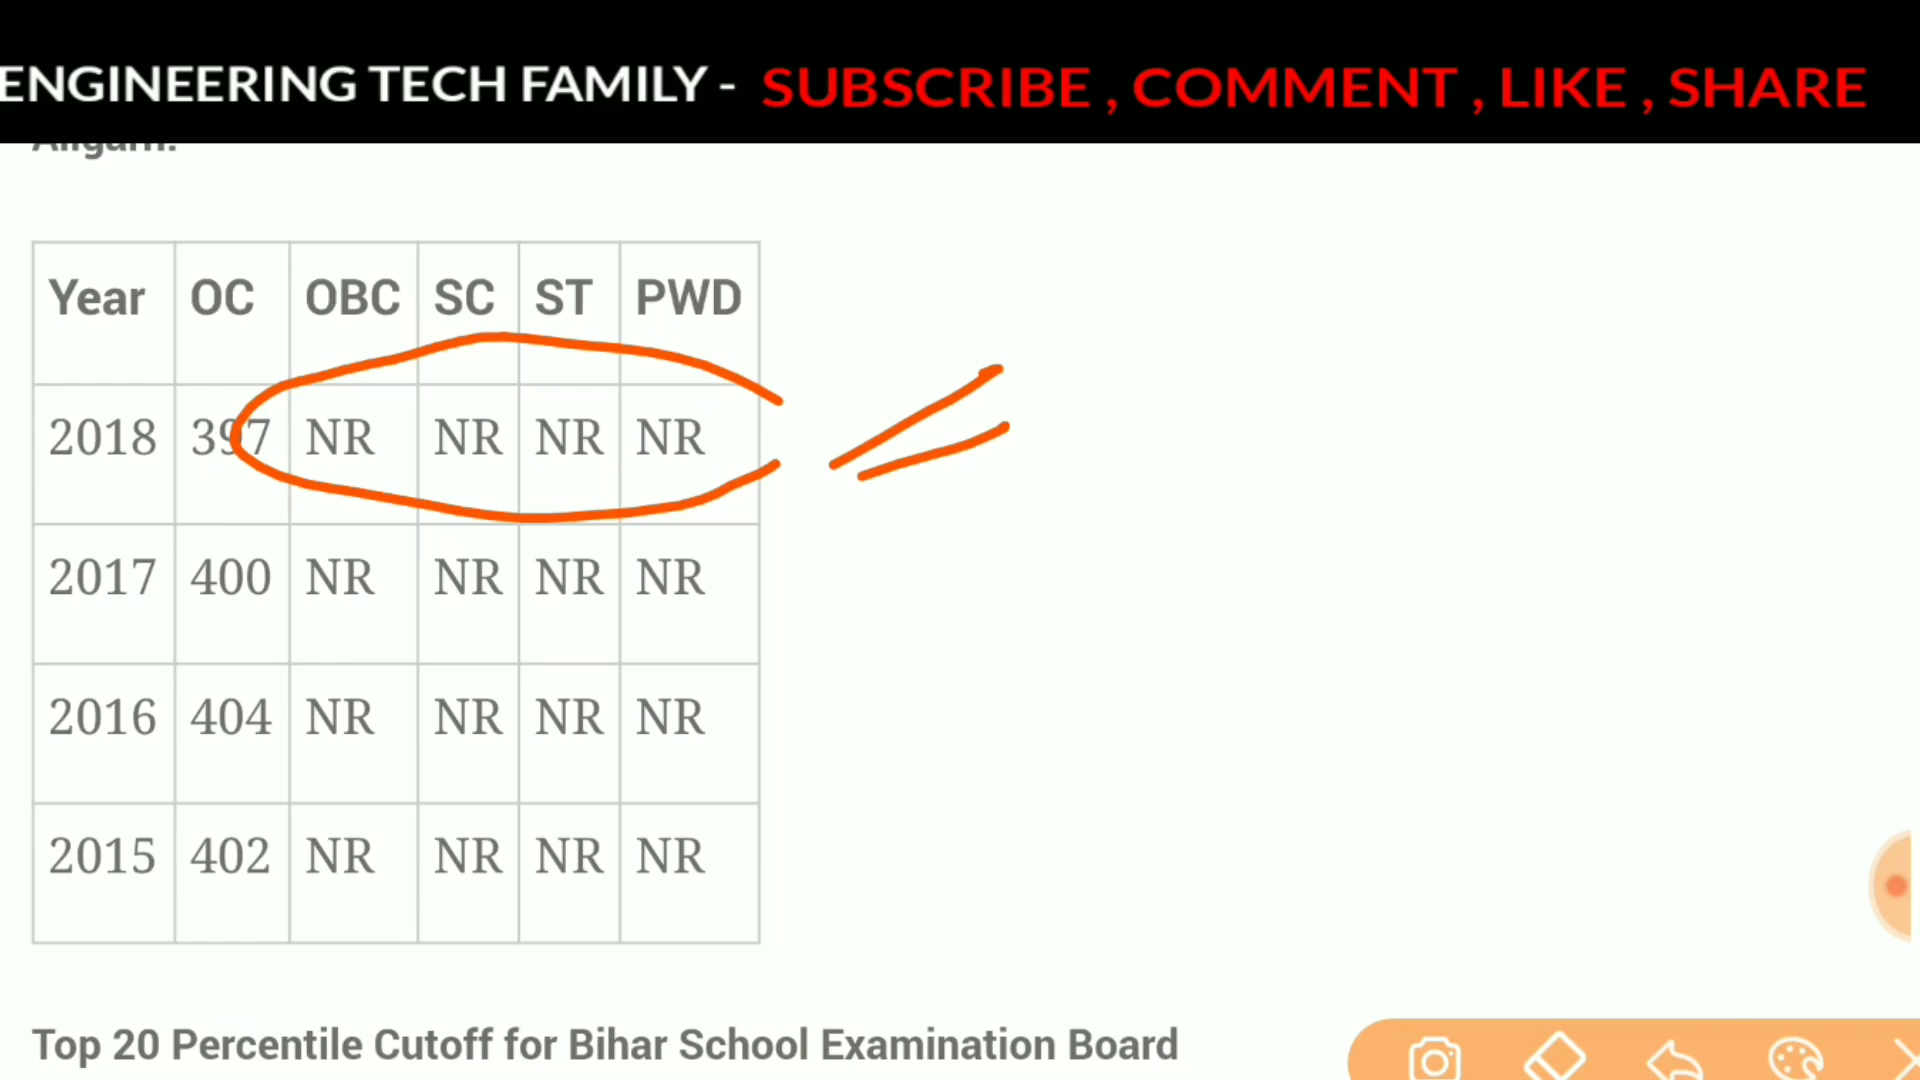 ENGINEERING TECH FAMILY - SUBSCRIBE , COMMENT , LIKE , SHARE
Aligarh:
Year OC OBC SC ST PWD
2018 397 NR NR NR NR
2017 400 NR NR NR NR
2016 404 NR NR NR NR
2015 402 NR NR NR NR
Top 20 Percentile Cutoff for Bihar School Examination Board